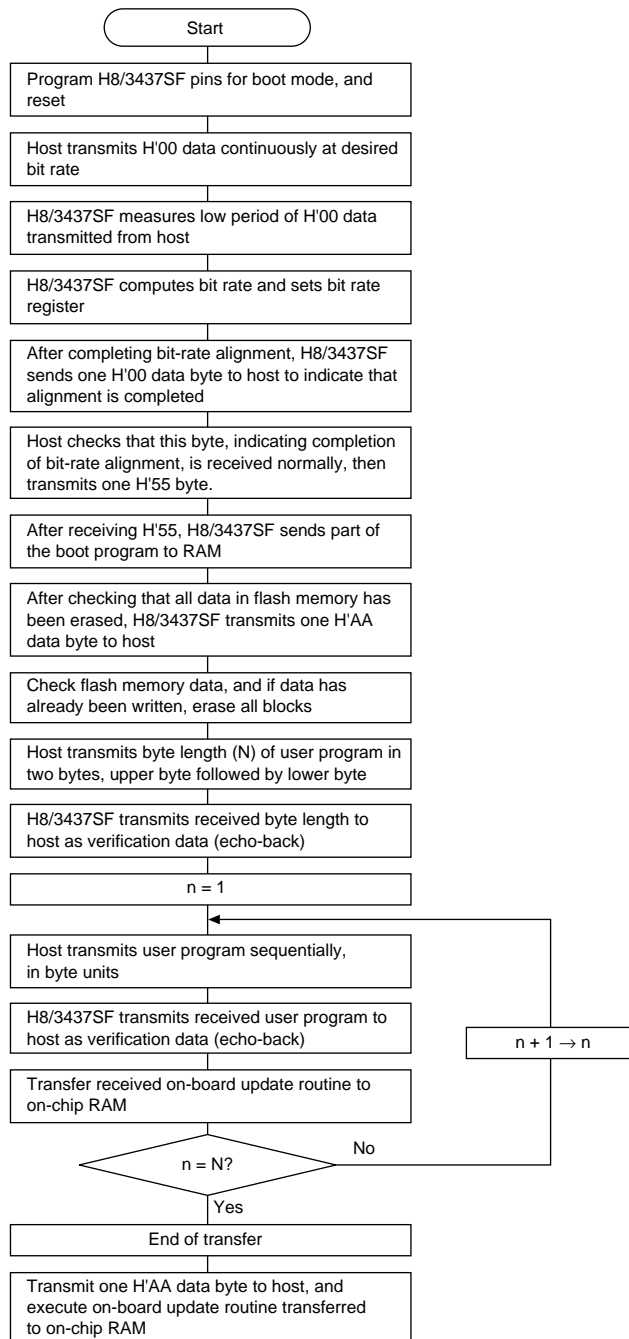 Start
Program H8/3437SF pins for boot mode, and
reset
Host transmits H'00 data continuously at desired
bit rate
H8/3437SF measures low period of H'00 data
transmitted from host
H8/3437SF computes bit rate and sets bit rate
register
After completing bit-rate alignment, H8/3437SF
sends one H'00 data byte to host to indicate that
alignment is completed
Host checks that this byte, indicating completion
of bit-rate alignment, is received normally, then
transmits one H'55 byte.
After receiving H'55, H8/3437SF sends part of
the boot program to RAM
After checking that all data in flash memory has
been erased, H8/3437SF transmits one H'AA
data byte to host
Check flash memory data, and if data has
already been written, erase all blocks
Host transmits byte length (N) of user program in
two bytes, upper byte followed by lower byte
H8/3437SF transmits received byte length to
host as verification data (echo-back)
n = 1
Host transmits user program sequentially,
in byte units
H8/3437SF transmits received user program to
host as verification data (echo-back)
n + 1 → n
Transfer received on-board update routine to
on-chip RAM
n = N?
No
Yes
End of transfer
Transmit one H'AA data byte to host, and
execute on-board update routine transferred
to on-chip RAM